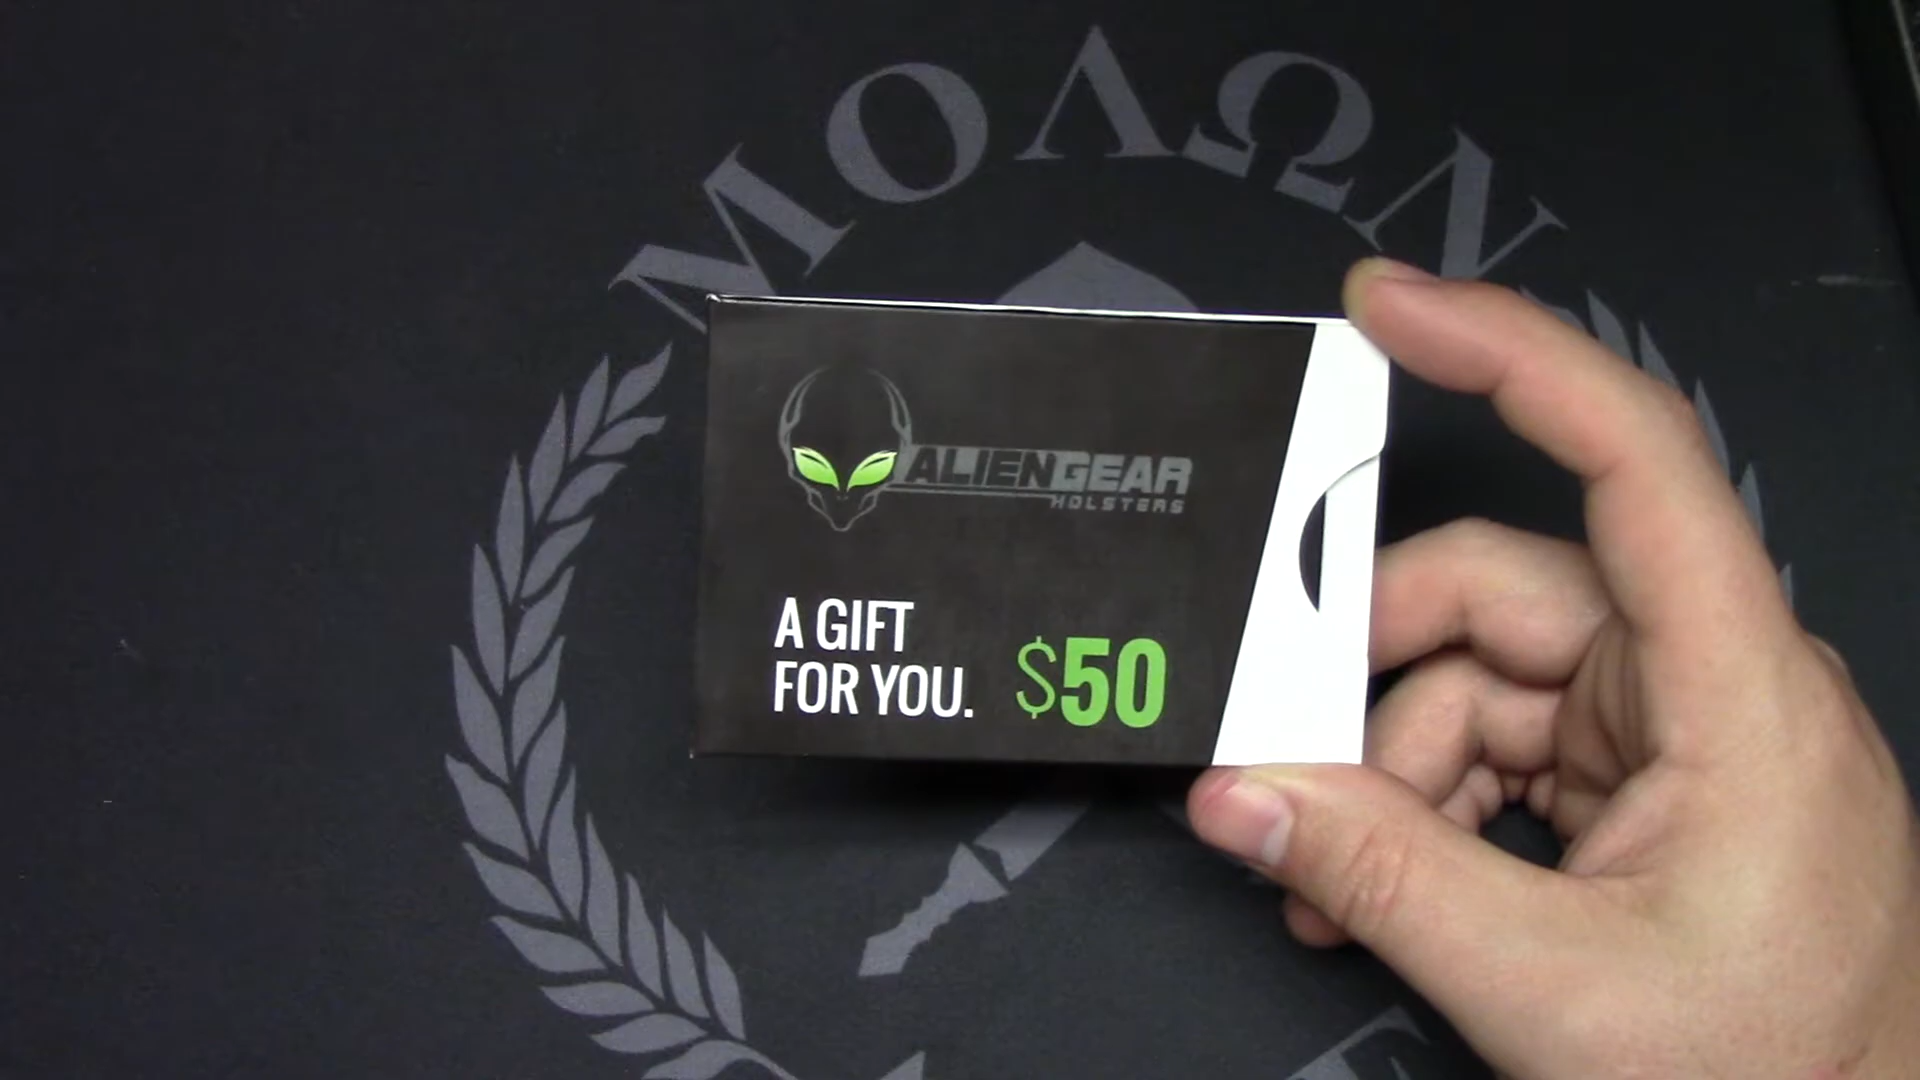 ΜΟΛΩΝ
ALIENGEAR
HOLSTERS
A GIFT
FOR YOU.
$50